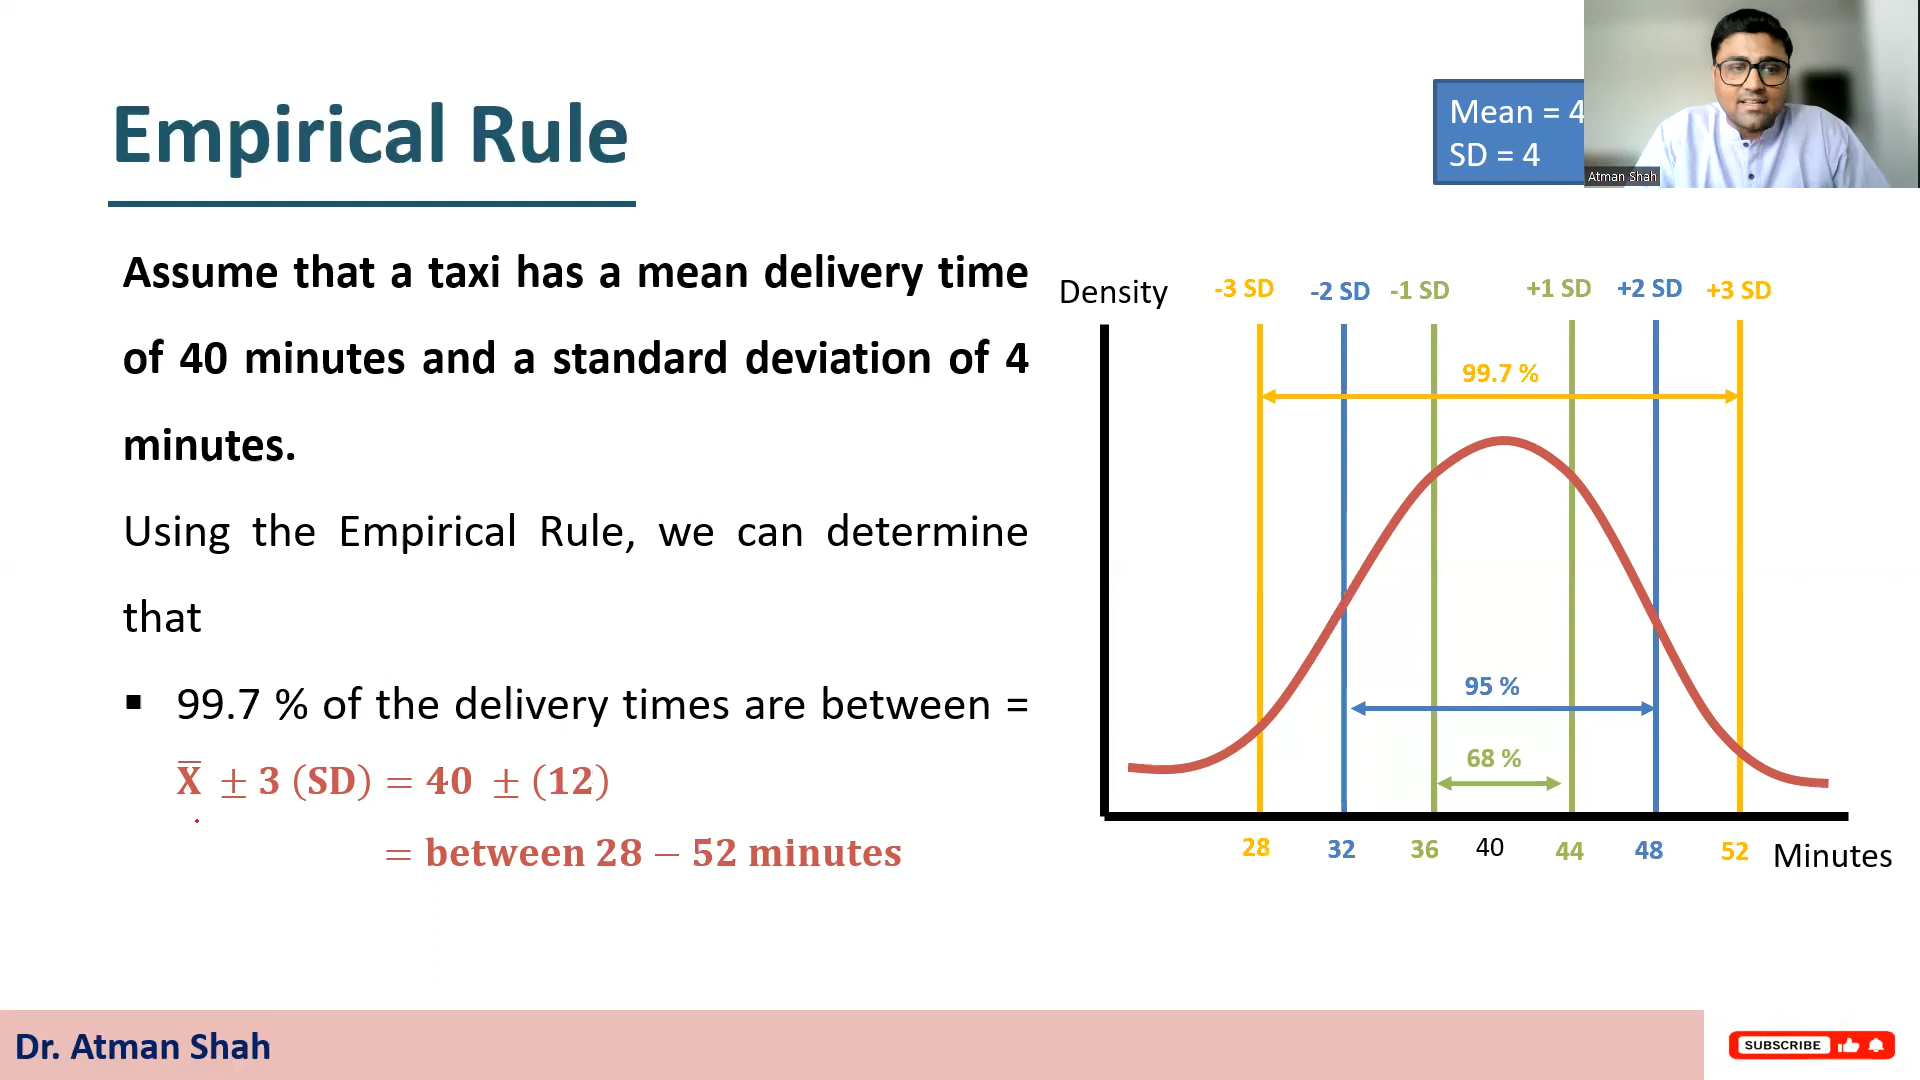 Empirical Rule
Mean = 4
SD = 4
Atman Shah
Assume that a taxi has a mean delivery time
of 40 minutes and a standard deviation of 4
minutes.
Using the Empirical Rule, we can determine
that
▪ 99.7 % of the delivery times are between =
X̅ ± 3 (SD) = 40 ± (12)
= between 28 − 52 minutes
Density
-3 SD -2 SD -1 SD +1 SD +2 SD +3 SD
99.7 %
95 %
68 %
28 32 36 40 44 48 52 Minutes
Dr. Atman Shah
SUBSCRIBE